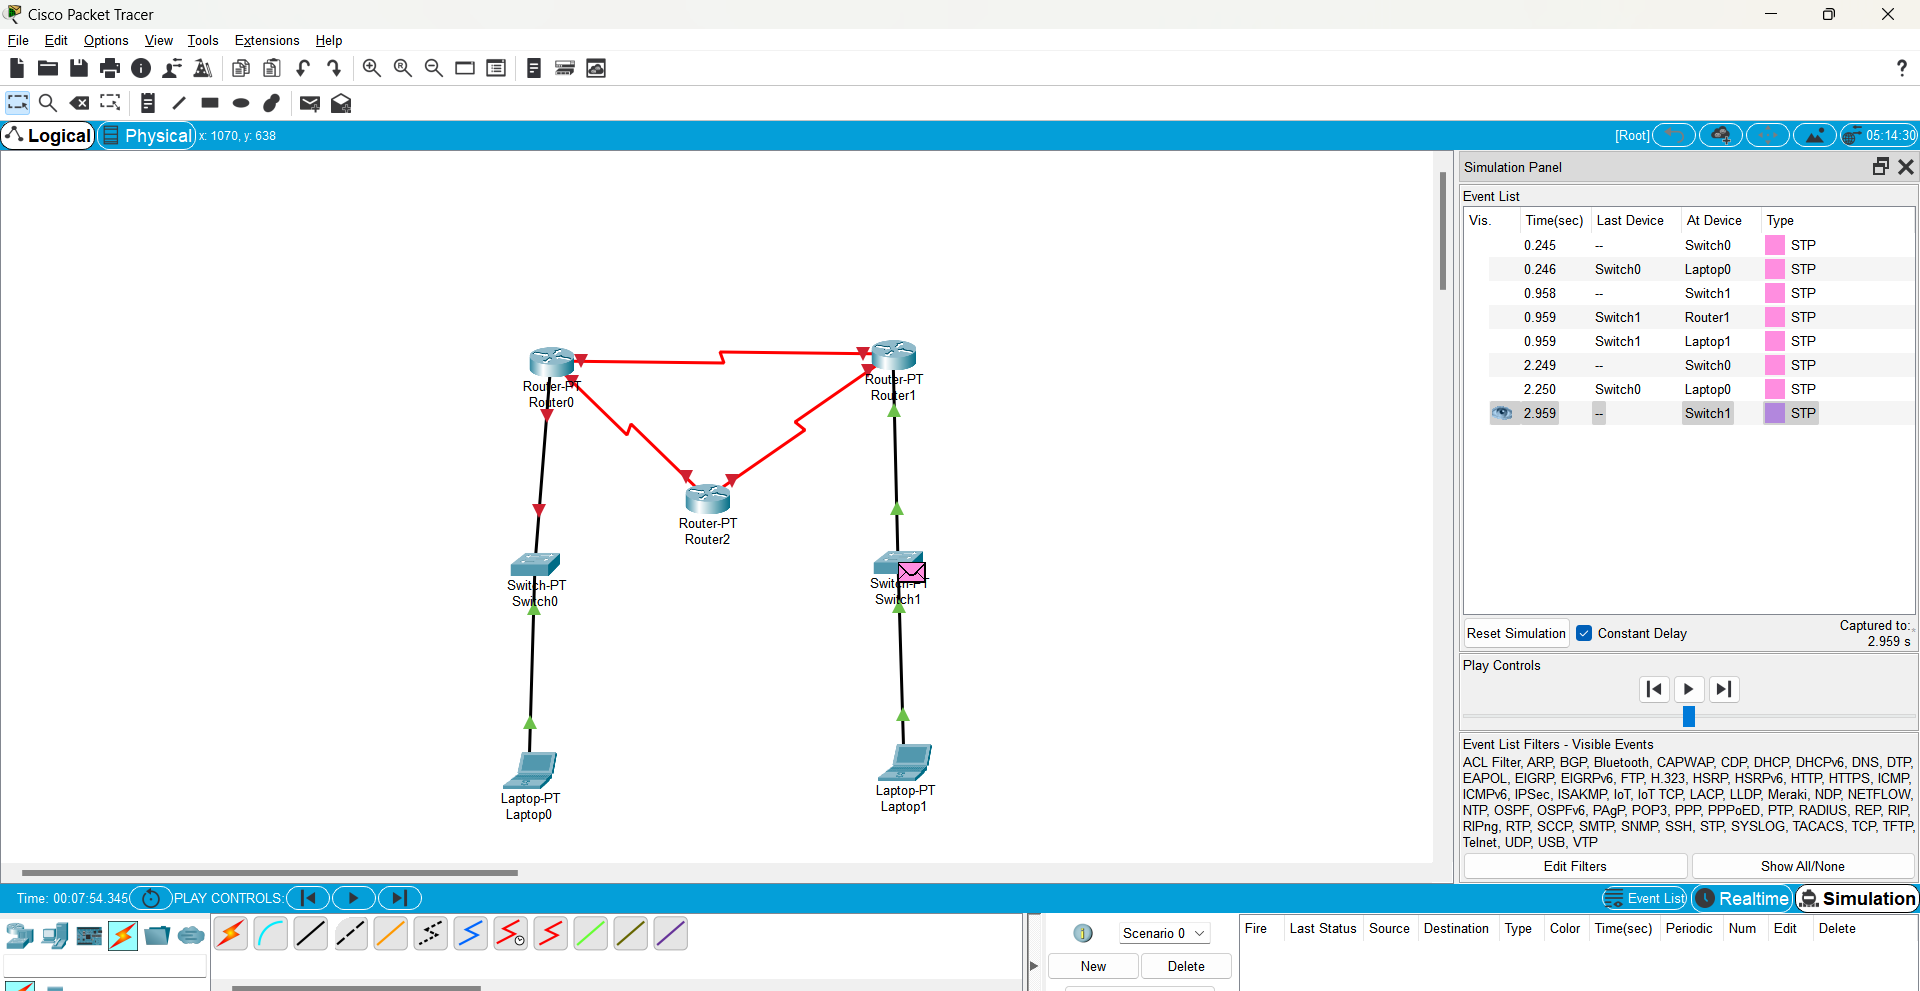 Cisco Packet Tracer
File Edit Options View Tools Extensions Help
?
Logical Physical x: 1070, y: 638 [Root] 05:14:30
Simulation Panel
Event List
Vis. Time(sec) Last Device At Device Type
0.245 -- Switch0 STP
0.246 Switch0 Laptop0 STP
0.958 -- Switch1 STP
0.959 Switch1 Router1 STP
0.959 Switch1 Laptop1 STP
2.249 -- Switch0 STP
2.250 Switch0 Laptop0 STP
2.959 -- Switch1 STP
Router-PT
Router0
Router-PT
Router1
Router-PT
Router2
Switch-PT
Switch0
Switch-PT
Switch1
Laptop-PT
Laptop0
Laptop-PT
Laptop1
Reset Simulation Constant Delay Captured to:
2.959 s
Play Controls
Event List Filters - Visible Events
ACL Filter, ARP, BGP, Bluetooth, CAPWAP, CDP, DHCP, DHCPv6, DNS, DTP,
EAPOL, EIGRP, EIGRPv6, FTP, H.323, HSRP, HSRPv6, HTTP, HTTPS, ICMP,
ICMPv6, IPSec, ISAKMP, IoT, IoT TCP, LACP, LLDP, Meraki, NDP, NETFLOW,
NTP, OSPF, OSPFv6, PAgP, POP3, PPP, PPPoED, PTP, RADIUS, REP, RIP,
RIPng, RTP, SCCP, SMTP, SNMP, SSH, STP, SYSLOG, TACACS, TCP, TFTP,
Telnet, UDP, USB, VTP
Edit Filters Show All/None
Time: 00:07:54.345 PLAY CONTROLS: Event List Realtime Simulation
Scenario 0
New Delete
Fire Last Status Source Destination Type Color Time(sec) Periodic Num Edit Delete